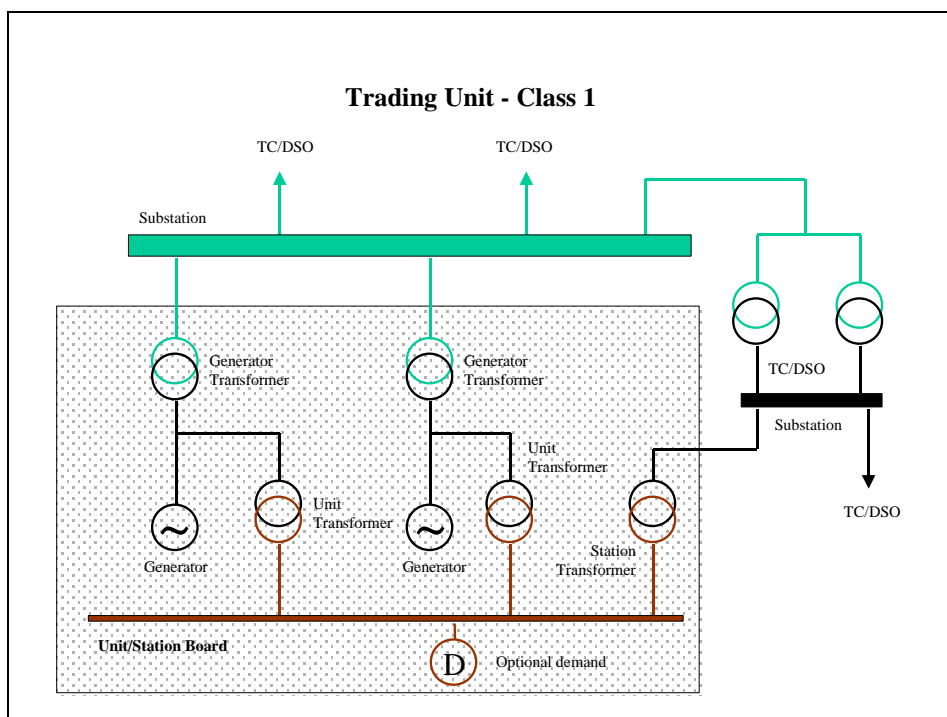 Trading Unit - Class 1
TC/DSO
TC/DSO
Substation
Generator
Transformer
Generator
Transformer
TC/DSO
Substation
Unit
Transformer
Unit
Transformer
TC/DSO
~
~
Generator
Generator
Station
Transformer
Unit/Station Board
D
Optional demand